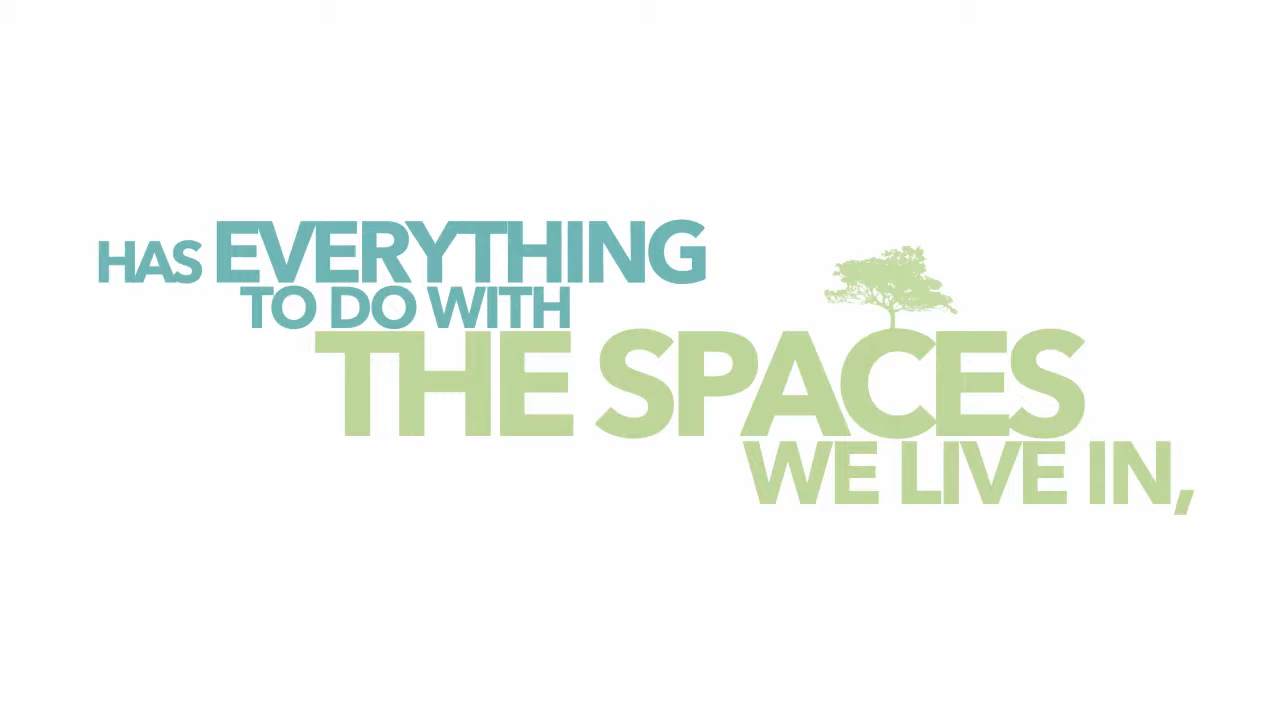 HAS EVERYTHING
TO DO WITH
THE SPACES
WE LIVE IN,